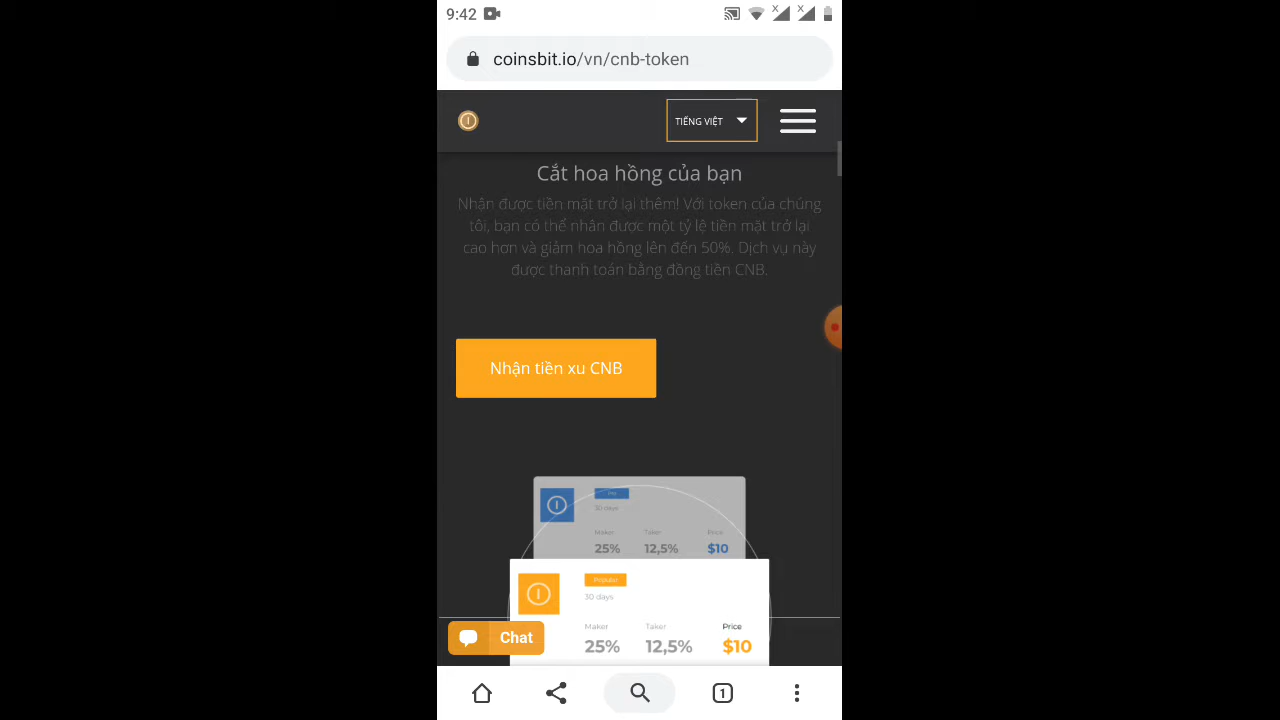 9:42
coinsbit.io/vn/cnb-token
TIẾNG VIỆT
Cắt hoa hồng của bạn
Nhận được tiền mặt trở lại thêm! Với token của chúng
tôi, bạn có thể nhận được một tỷ lệ tiền mặt trở lại
cao hơn và giảm hoa hồng lên đến 50%. Dịch vụ này
được thanh toán bằng đồng tiền CNB.
Nhận tiền xu CNB
30 days
Maker Taker Price
25% 12,5% $10
30 days
Maker Taker Price
25% 12,5% $10
Chat
1